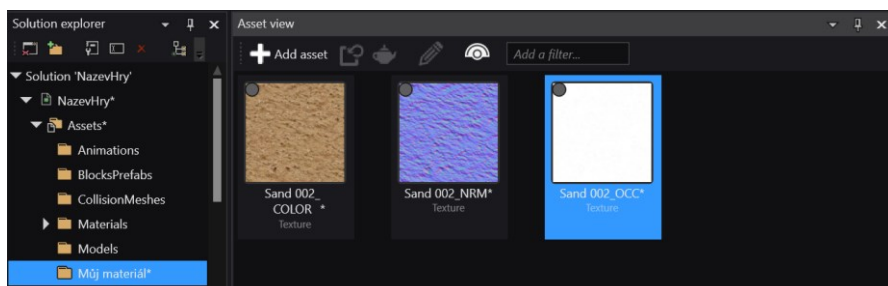 Solution explorer
Asset view
Add asset
Add a filter...
Solution 'NazevHry'
NazevHry*
Assets*
Animations
BlocksPrefabs
CollisionMeshes
Materials
Models
Můj materiál*
Sand 002_
COLOR *
Texture
Sand 002_NRM*
Texture
Sand 002_OCC*
Texture